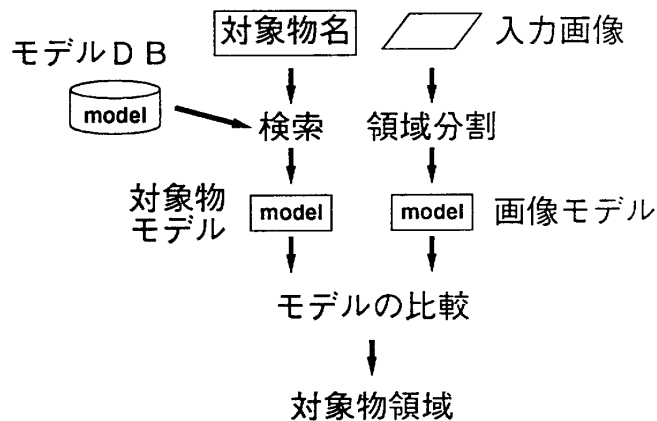 モデルDB
対象物名
入力画像
model
検索
領域分割
対象物
モデル
model
model
画像モデル
モデルの比較
対象物領域